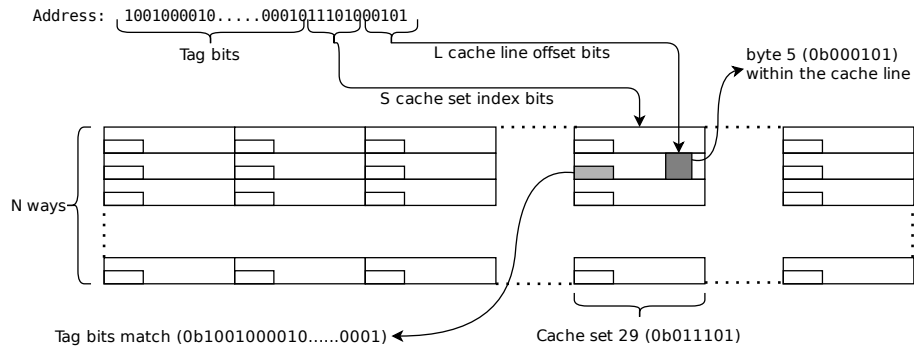 Address: 1001000010.....0001011101000101
Tag bits
L cache line offset bits
byte 5 (0b000101)
within the cache line
S cache set index bits
N ways
Tag bits match (0b1001000010......0001)
Cache set 29 (0b011101)